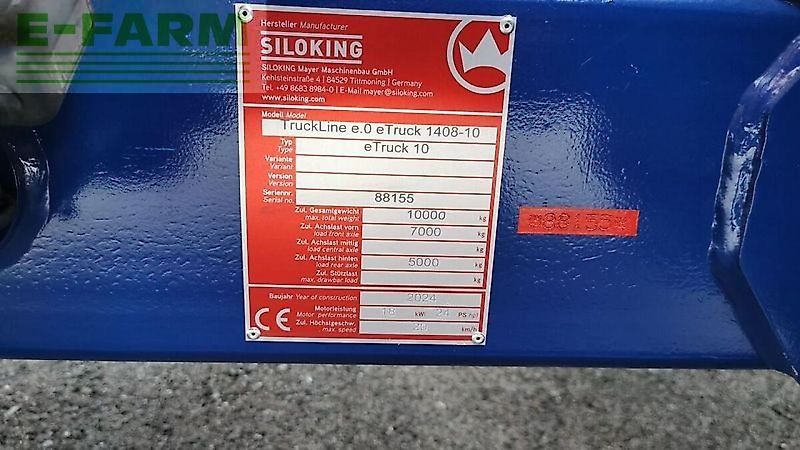 E-FARM
Hersteller Manufacturer
SILOKING
SILOKING Mayer Maschinenbau GmbH
Kehlsteinstraße 4 | 84529 Tittmoning | Germany
Tel. +49 8683 8984-0 | E-Mail mayer@siloking.com
www.siloking.com
Modell Model
TruckLine e.0 eTruck 1408-10
Typ
Type
eTruck 10
Variante
Variant
Version
Version
Seriennr.
Serial no.
88155
Zul. Gesamtgewicht
max. total weight
10000 kg
Zul. Achslast vorn
load front axle
7000 kg
Zul. Achslast mittig
load central axle
kg
Zul. Achslast hinten
load rear axle
5000 kg
Zul. Stützlast
max. drawbar load
kg
Baujahr Year of construction
2024
Motorleistung
Motor performance
18 kW| 24 PS hp|
Zul. Höchstgeschw.
max. speed
20 km/h
CE
*88155*